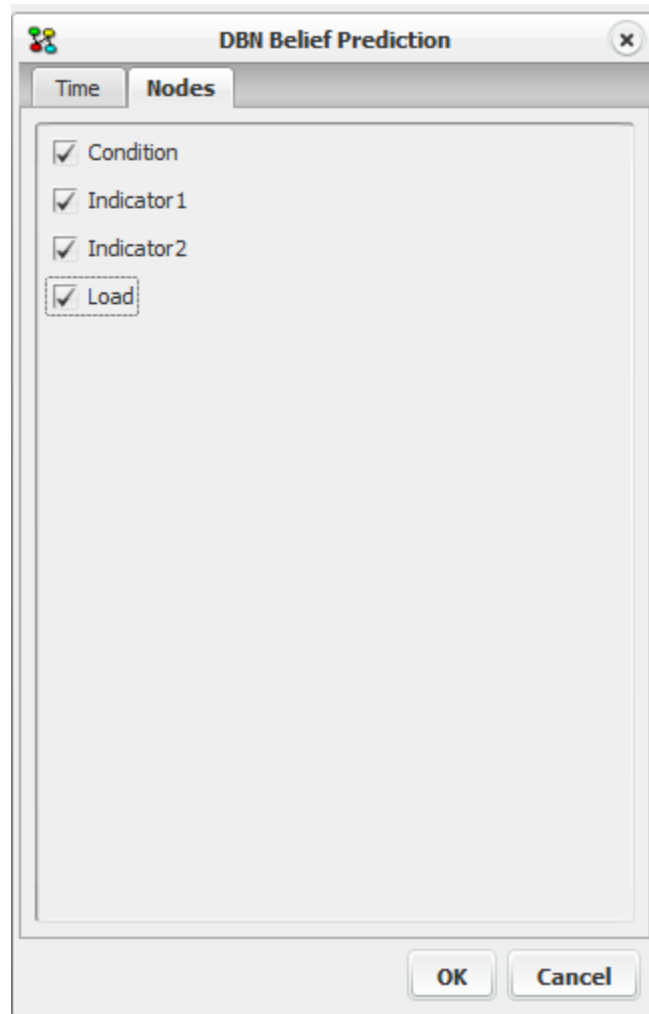 DBN Belief Prediction
Time Nodes
Condition
Indicator1
Indicator2
Load
OK Cancel